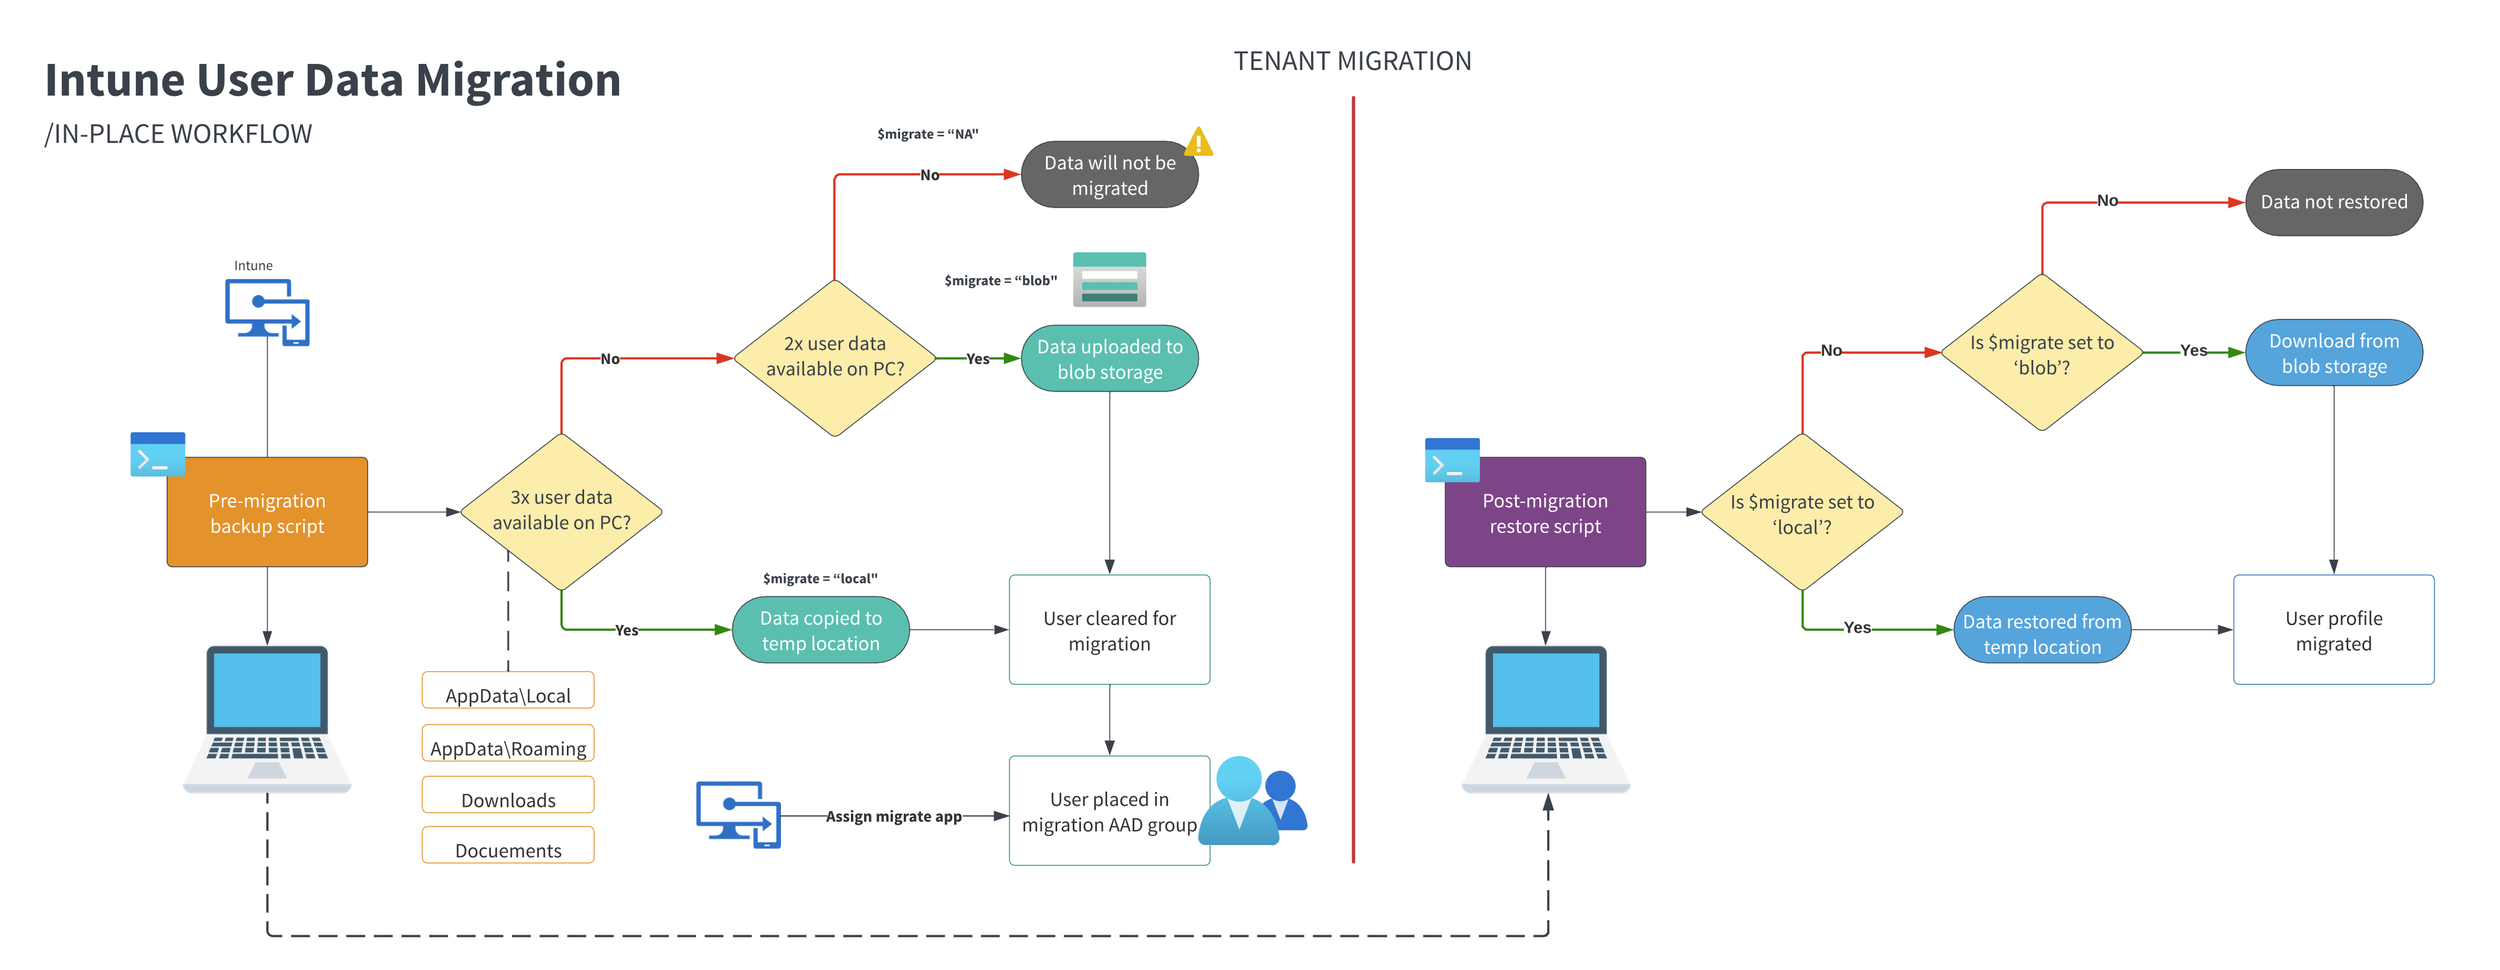 Intune User Data Migration
/IN-PLACE WORKFLOW
TENANT MIGRATION
$migrate = “NA"
No
Data will not be
migrated
Intune
$migrate = “blob"
2x user data
available on PC?
No
Yes
Data uploaded to
blob storage
Pre-migration
backup script
3x user data
available on PC?
$migrate = “local"
Yes
Data copied to
temp location
User cleared for
migration
AppData\Local
AppData\Roaming
Downloads
Docuements
Assign migrate app
User placed in
migration AAD group
No
Data not restored
Is $migrate set to
‘blob’?
No
Yes
Download from
blob storage
Post-migration
restore script
Is $migrate set to
‘local’?
Yes
Data restored from
temp location
User profile
migrated